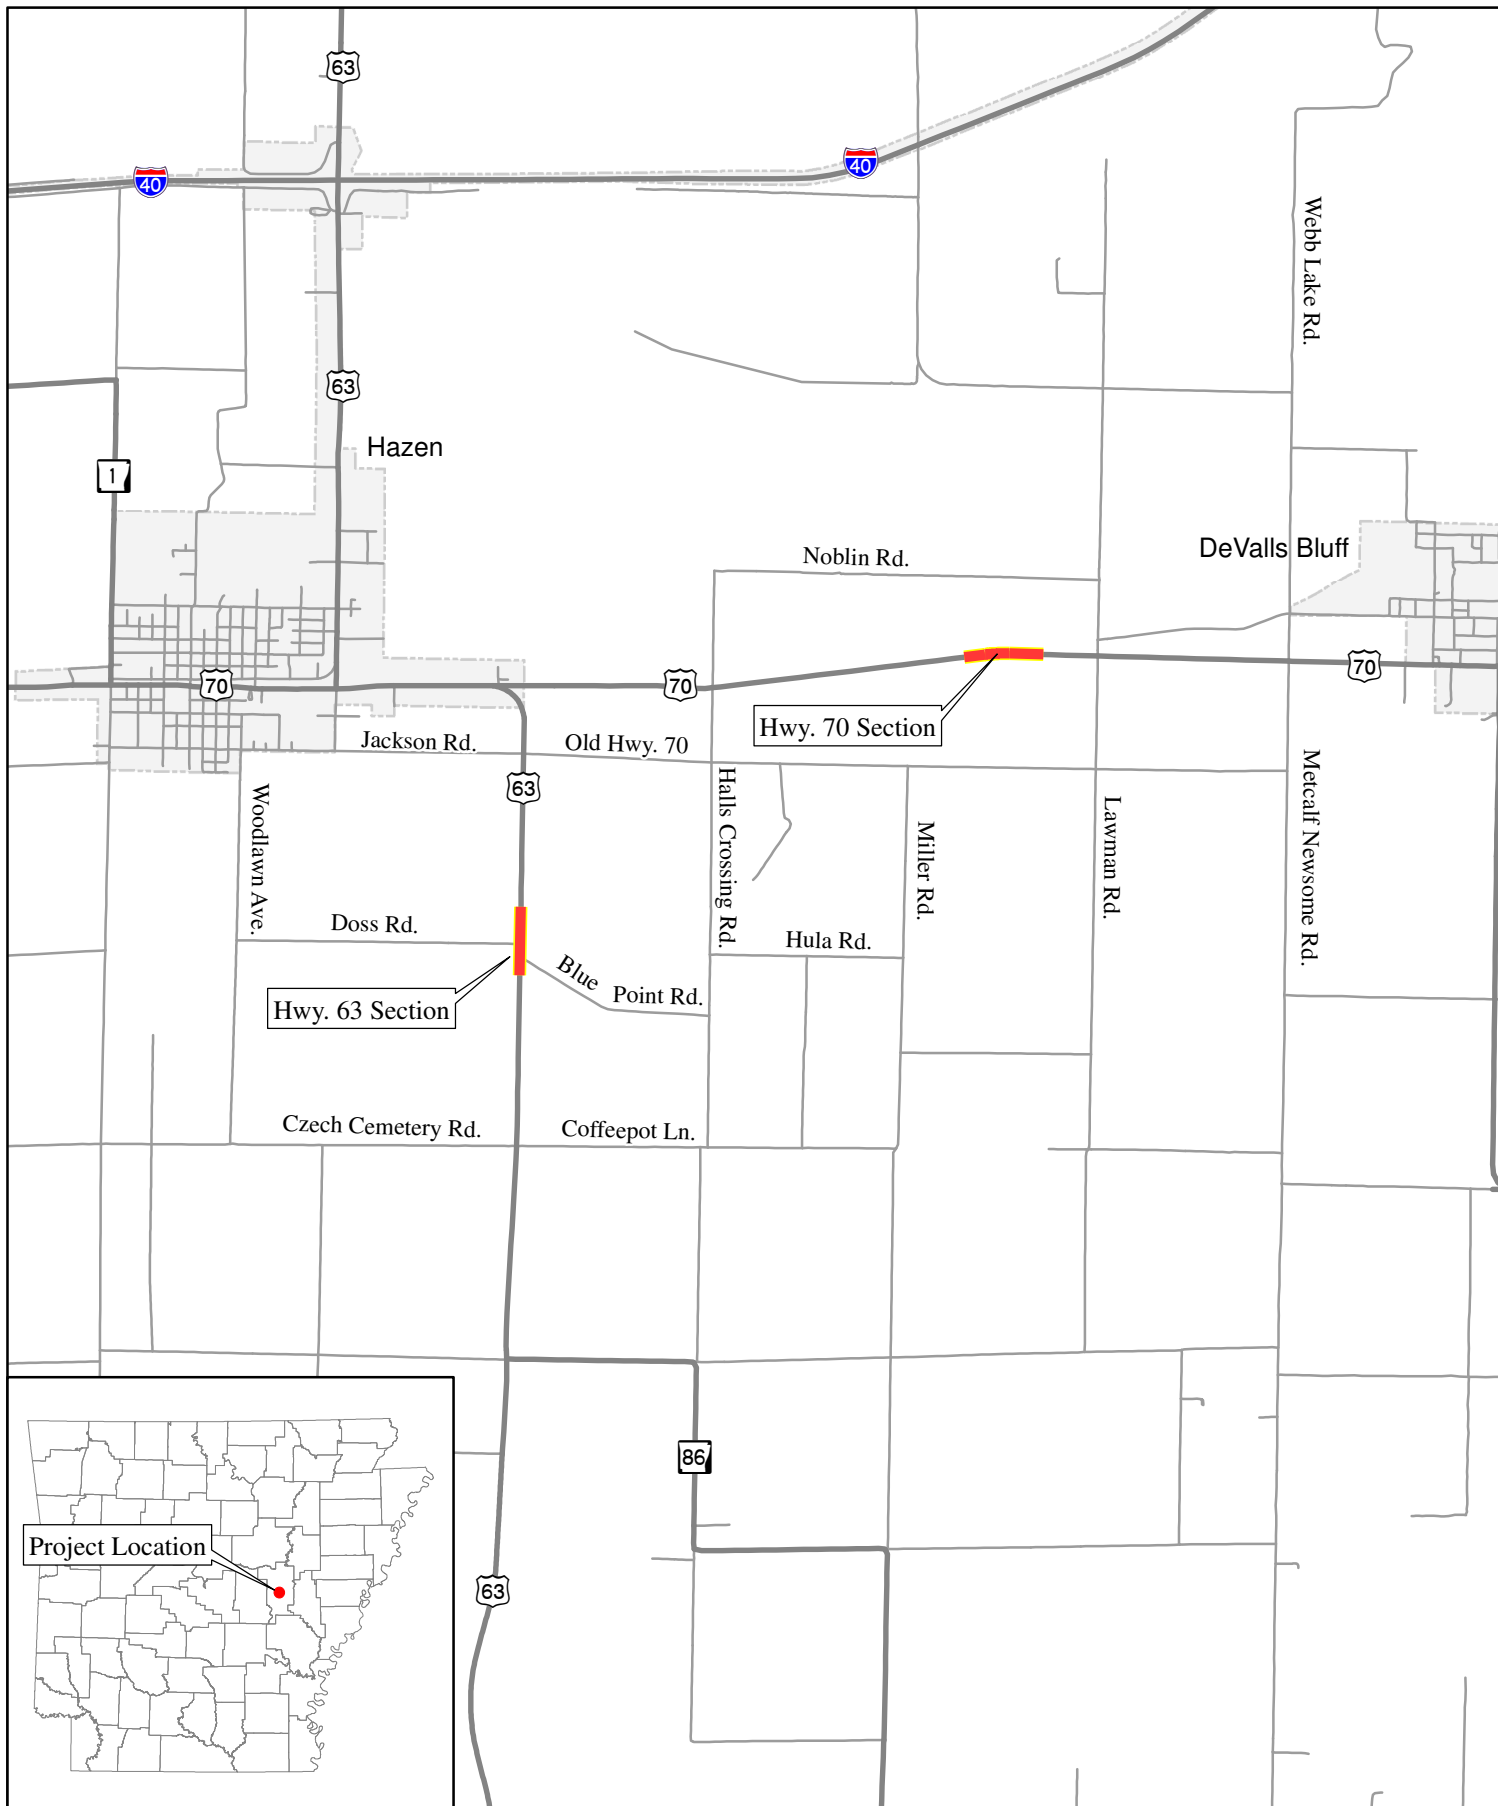 63
40
40
Webb Lake Rd.
63
Hazen
1
DeValls Bluff
Noblin Rd.
70
70
70
Hwy. 70 Section
Jackson Rd.
Old Hwy. 70
63
Woodlawn Ave.
Halls Crossing Rd.
Miller Rd.
Lawman Rd.
Metcalf Newsome Rd.
Doss Rd.
Hula Rd.
Blue Point Rd.
Hwy. 63 Section
Czech Cemetery Rd.
Coffeepot Ln.
86
Project Location
63